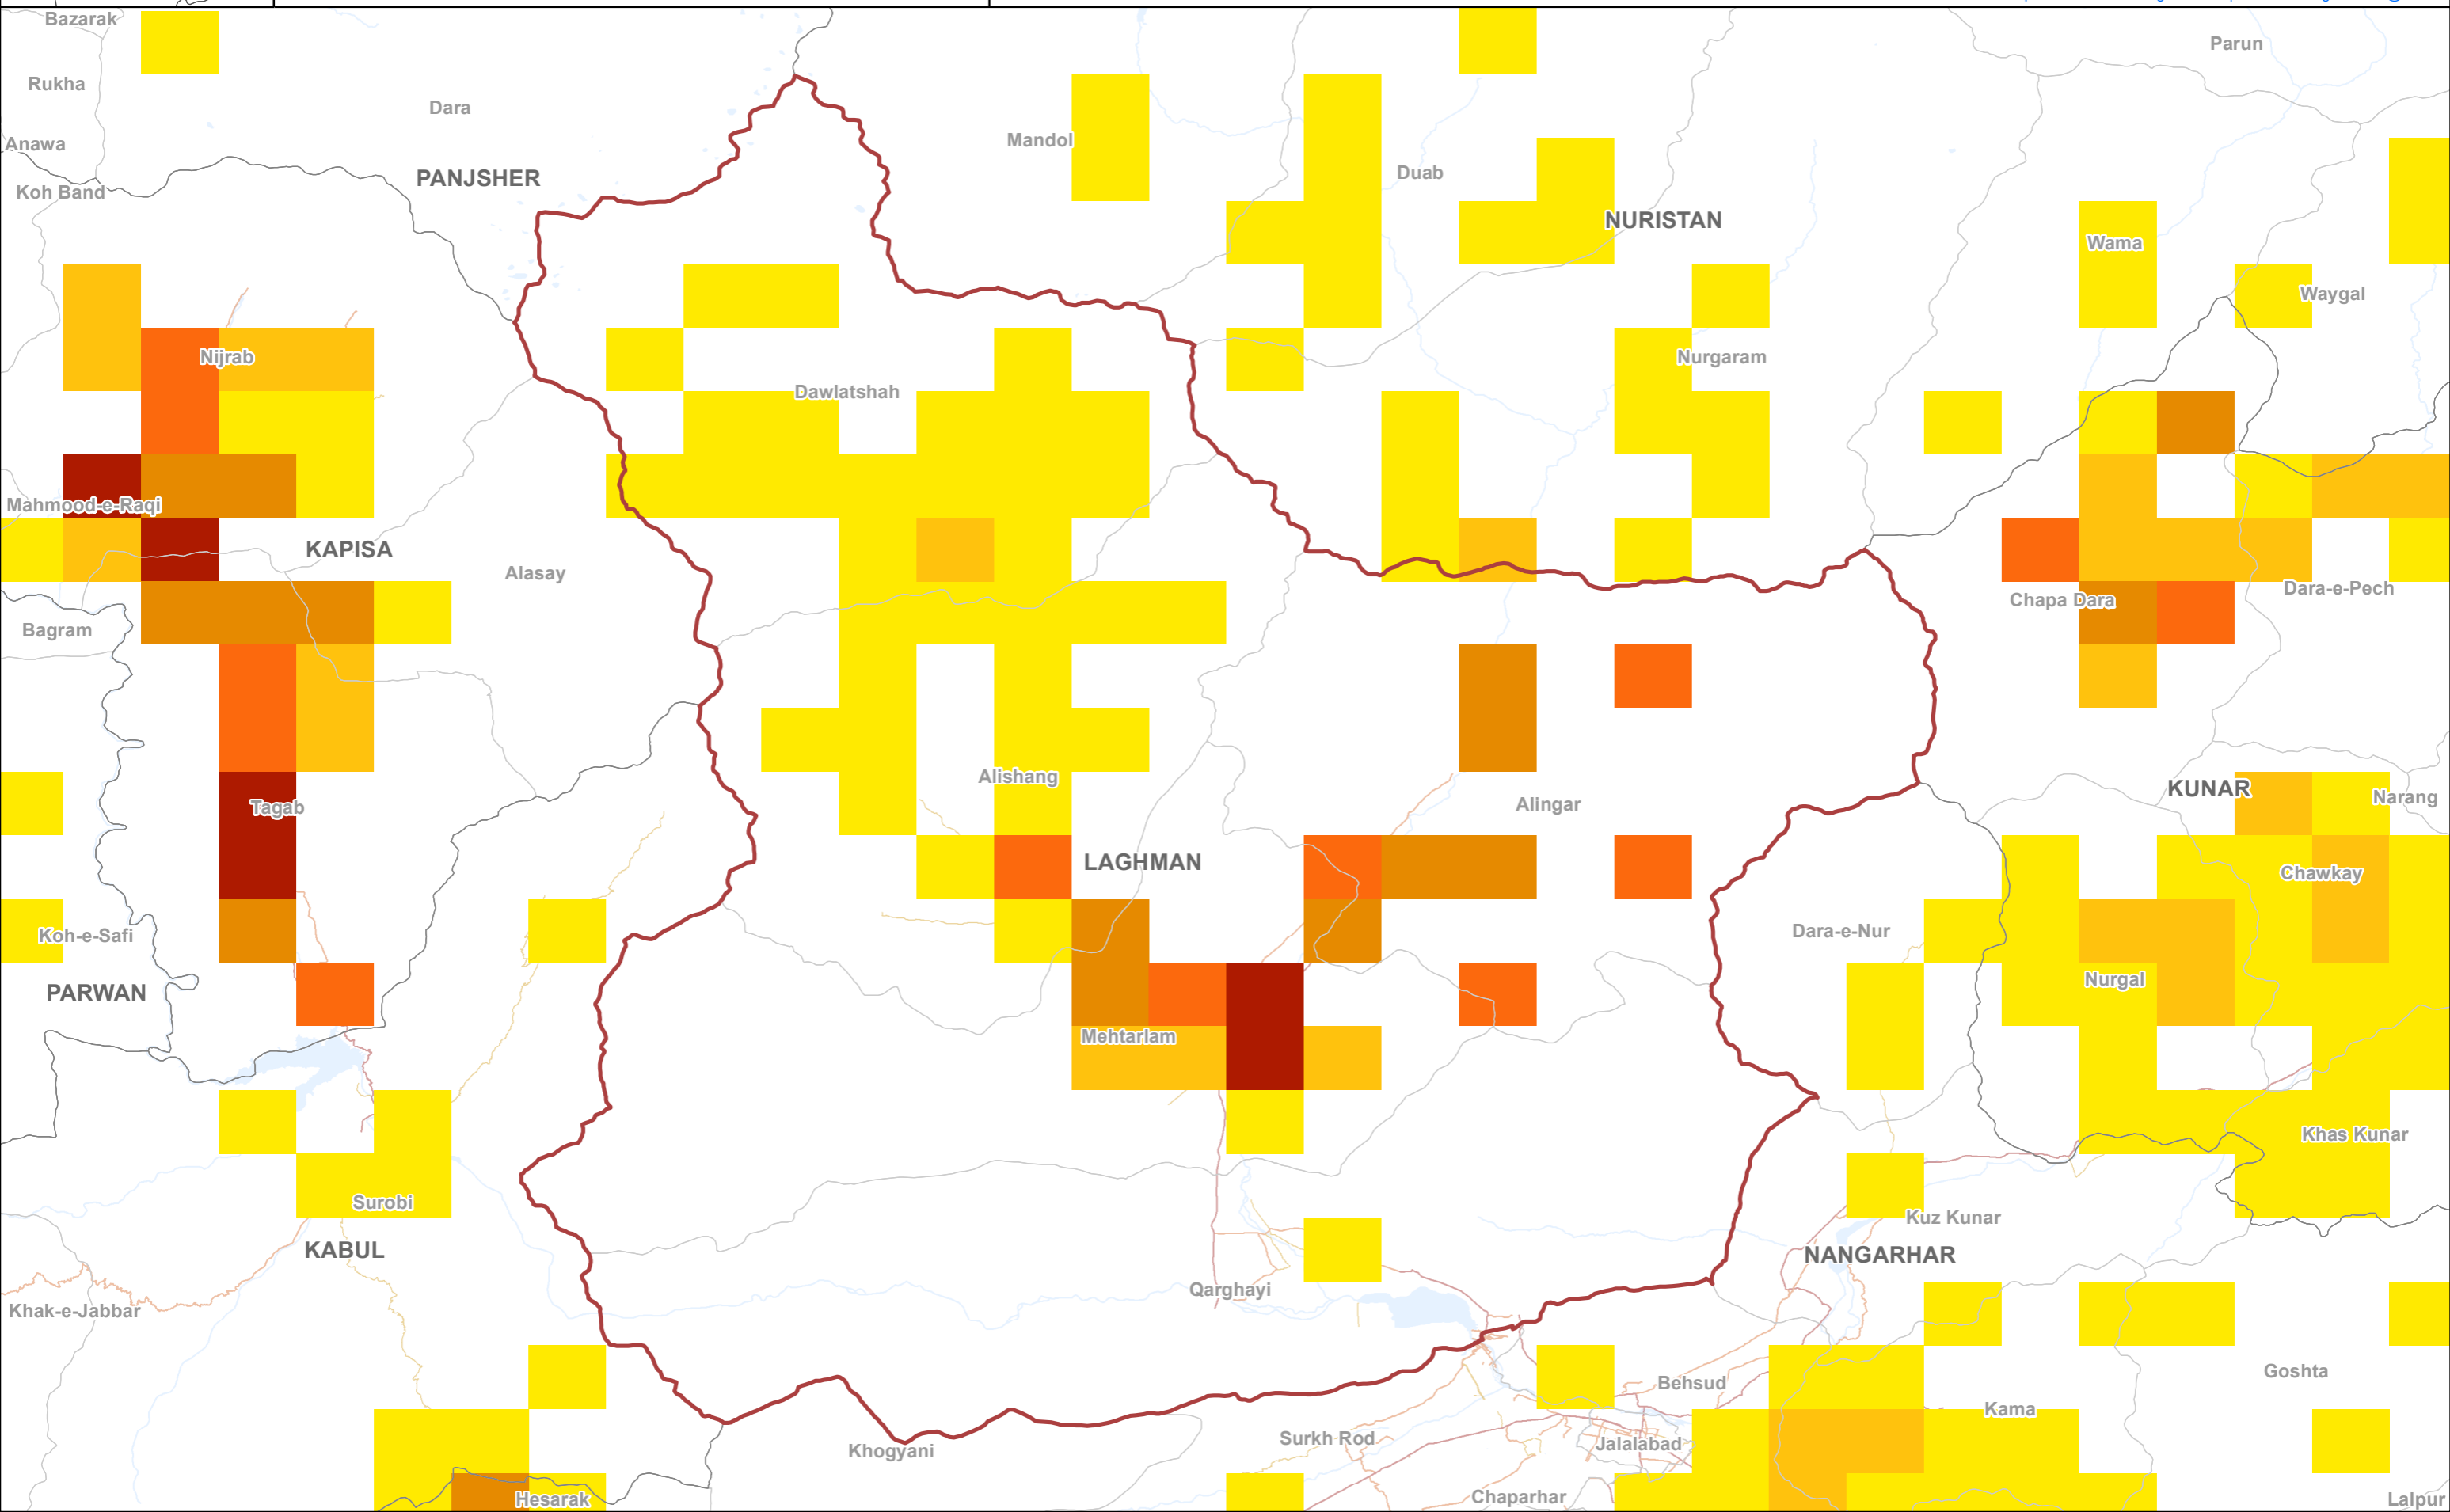 Bazarak
Parun
Rukha
Dara
Mandol
Anawa
Duab
PANJSHER
Koh Band
NURISTAN
Wama
Waygal
Nijrab
Nurgaram
Dawlatshah
Mahmood-e-Raqi
KAPISA
Alasay
Dara-e-Pech
Chapa Dara
Bagram
Alishang
KUNAR
Narang
Tagab
Alingar
LAGHMAN
Chawkay
Dara-e-Nur
Koh-e-Safi
Nurgal
PARWAN
Mehtarlam
Khas Kunar
Surobi
Kuz Kunar
KABUL
NANGARHAR
Qarghayi
Khak-e-Jabbar
Goshta
Behsud
Kama
Surkh Rod
Jalalabad
Khogyani
Chaparhar
Hesarak
Lalpur